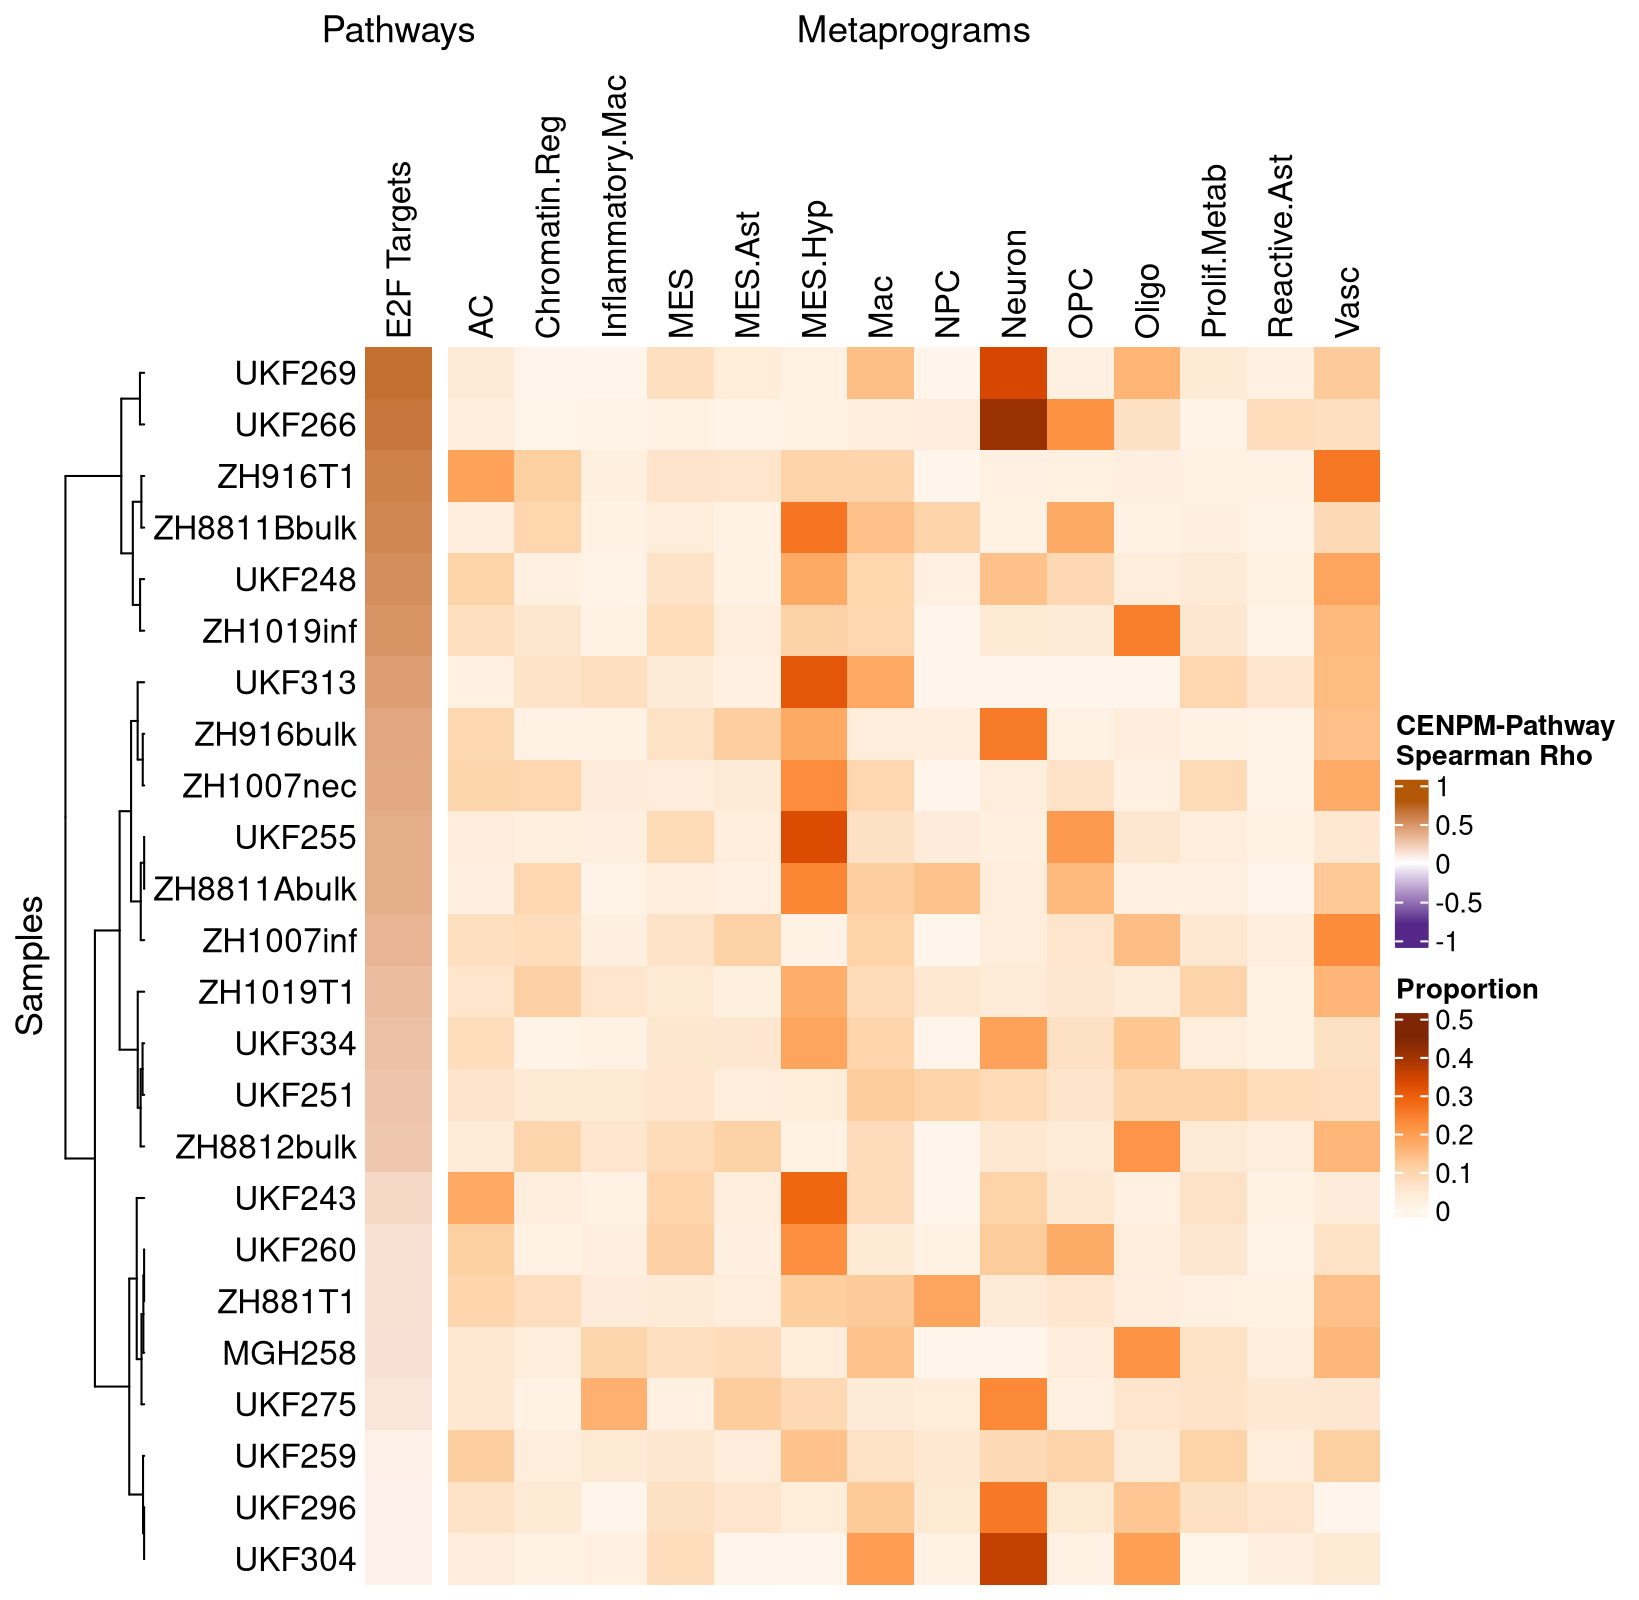 Pathways
Metaprograms
E2F Targets
AC
Chromatin.Reg
Inflammatory.Mac
MES
MES.Ast
MES.Hyp
Mac
NPC
Neuron
OPC
Oligo
Prolif.Metab
Reactive.Ast
Vasc
Samples
UKF269
UKF266
ZH916T1
ZH8811Bbulk
UKF248
ZH1019inf
UKF313
ZH916bulk
ZH1007nec
UKF255
ZH8811Abulk
ZH1007inf
ZH1019T1
UKF334
UKF251
ZH8812bulk
UKF243
UKF260
ZH881T1
MGH258
UKF275
UKF259
UKF296
UKF304
CENPM-Pathway
Spearman Rho
1
0.5
0
-0.5
-1
Proportion
0.5
0.4
0.3
0.2
0.1
0